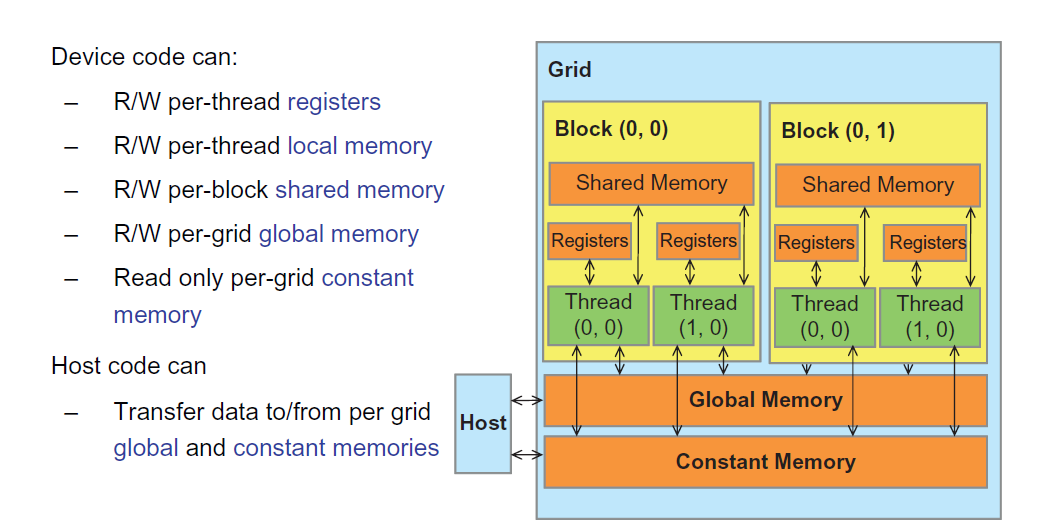 Device code can:
– R/W per-thread registers
– R/W per-thread local memory
– R/W per-block shared memory
– R/W per-grid global memory
– Read only per-grid constant
memory
Host code can
– Transfer data to/from per grid
global and constant memories
Host
Grid
Block (0, 0)
Shared Memory
Registers
Registers
Thread
(0, 0)
Thread
(1, 0)
Block (0, 1)
Shared Memory
Registers
Registers
Thread
(0, 0)
Thread
(1, 0)
Global Memory
Constant Memory